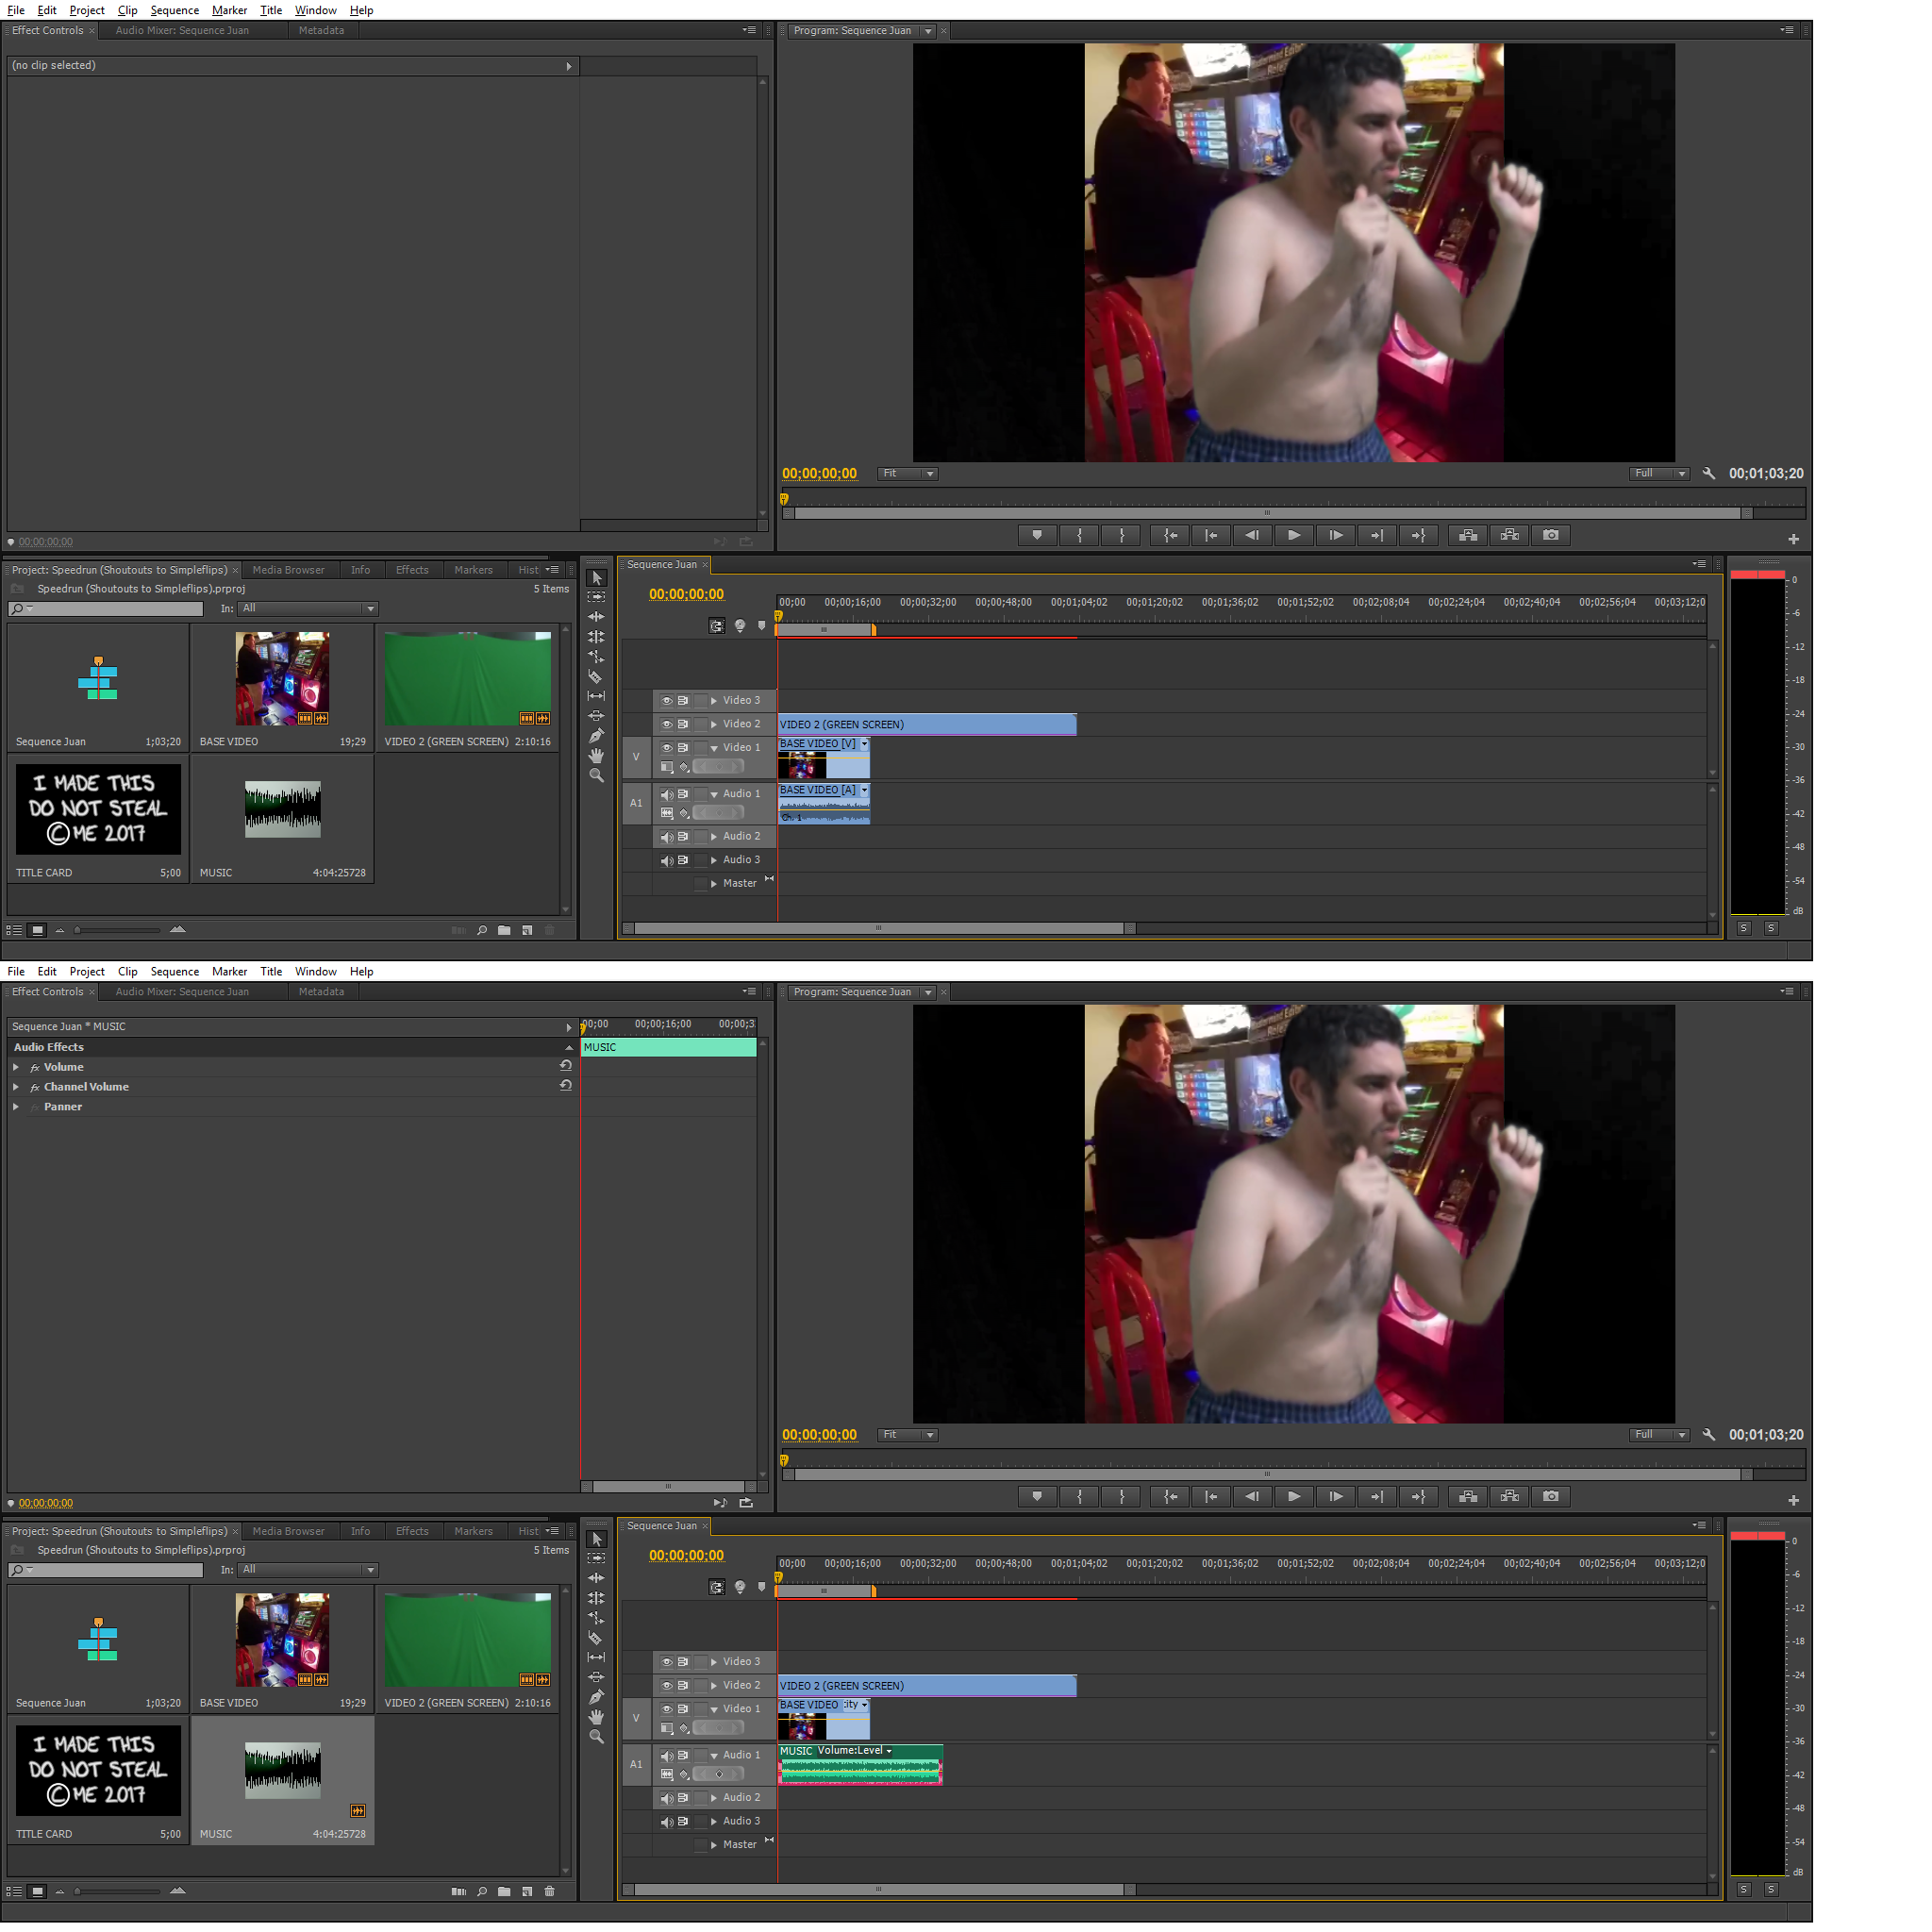 File Edit Project Clip Sequence Marker Title Window Help
Effect Controls × Audio Mixer: Sequence Juan Metadata
Program: Sequence Juan ×
(no clip selected)
00;00;00;00 Fit Full 00;01;03;20
00;00;00;00
Project: Speedrun (Shoutouts to Simpleflips) × Media Browser Info Effects Markers Hist
Speedrun (Shoutouts to Simpleflips).prproj 5 Items
In: All
Sequence Juan 1;03;20
BASE VIDEO 19;29
VIDEO 2 (GREEN SCREEN) 2:10:16
I MADE THIS
DO NOT STEAL
© ME 2017
TITLE CARD 5;00
MUSIC 4:04:25728
Sequence Juan ×
00;00;00;00
00;00 00;00;16;00 00;00;32;00 00;00;48;00 00;01;04;02 00;01;20;02 00;01;36;02 00;01;52;02 00;02;08;04 00;02;24;04 00;02;40;04 00;02;56;04 00;03;12;0
Video 3
Video 2 VIDEO 2 (GREEN SCREEN)
V Video 1 BASE VIDEO [V]
A1 Audio 1 BASE VIDEO [A]
Ch. 1
Audio 2
Audio 3
Master
0
-6
-12
-18
-24
-30
-36
-42
-48
-54
dB
S S
File Edit Project Clip Sequence Marker Title Window Help
Effect Controls × Audio Mixer: Sequence Juan Metadata
Program: Sequence Juan ×
Sequence Juan * MUSIC 00;00 00;00;16;00 00;00;3
Audio Effects MUSIC
fx Volume
fx Channel Volume
Panner
00;00;00;00 Fit Full 00;01;03;20
00;00;00;00
Project: Speedrun (Shoutouts to Simpleflips) × Media Browser Info Effects Markers Hist
Speedrun (Shoutouts to Simpleflips).prproj 5 Items
In: All
Sequence Juan 1;03;20
BASE VIDEO 19;29
VIDEO 2 (GREEN SCREEN) 2:10:16
I MADE THIS
DO NOT STEAL
© ME 2017
TITLE CARD 5;00
MUSIC 4:04:25728
Sequence Juan ×
00;00;00;00
00;00 00;00;16;00 00;00;32;00 00;00;48;00 00;01;04;02 00;01;20;02 00;01;36;02 00;01;52;02 00;02;08;04 00;02;24;04 00;02;40;04 00;02;56;04 00;03;12;0
Video 3
Video 2 VIDEO 2 (GREEN SCREEN)
V Video 1 BASE VIDEO :ity
A1 Audio 1 MUSIC Volume:Level
Audio 2
Audio 3
Master
0
-6
-12
-18
-24
-30
-36
-42
-48
-54
dB
S S